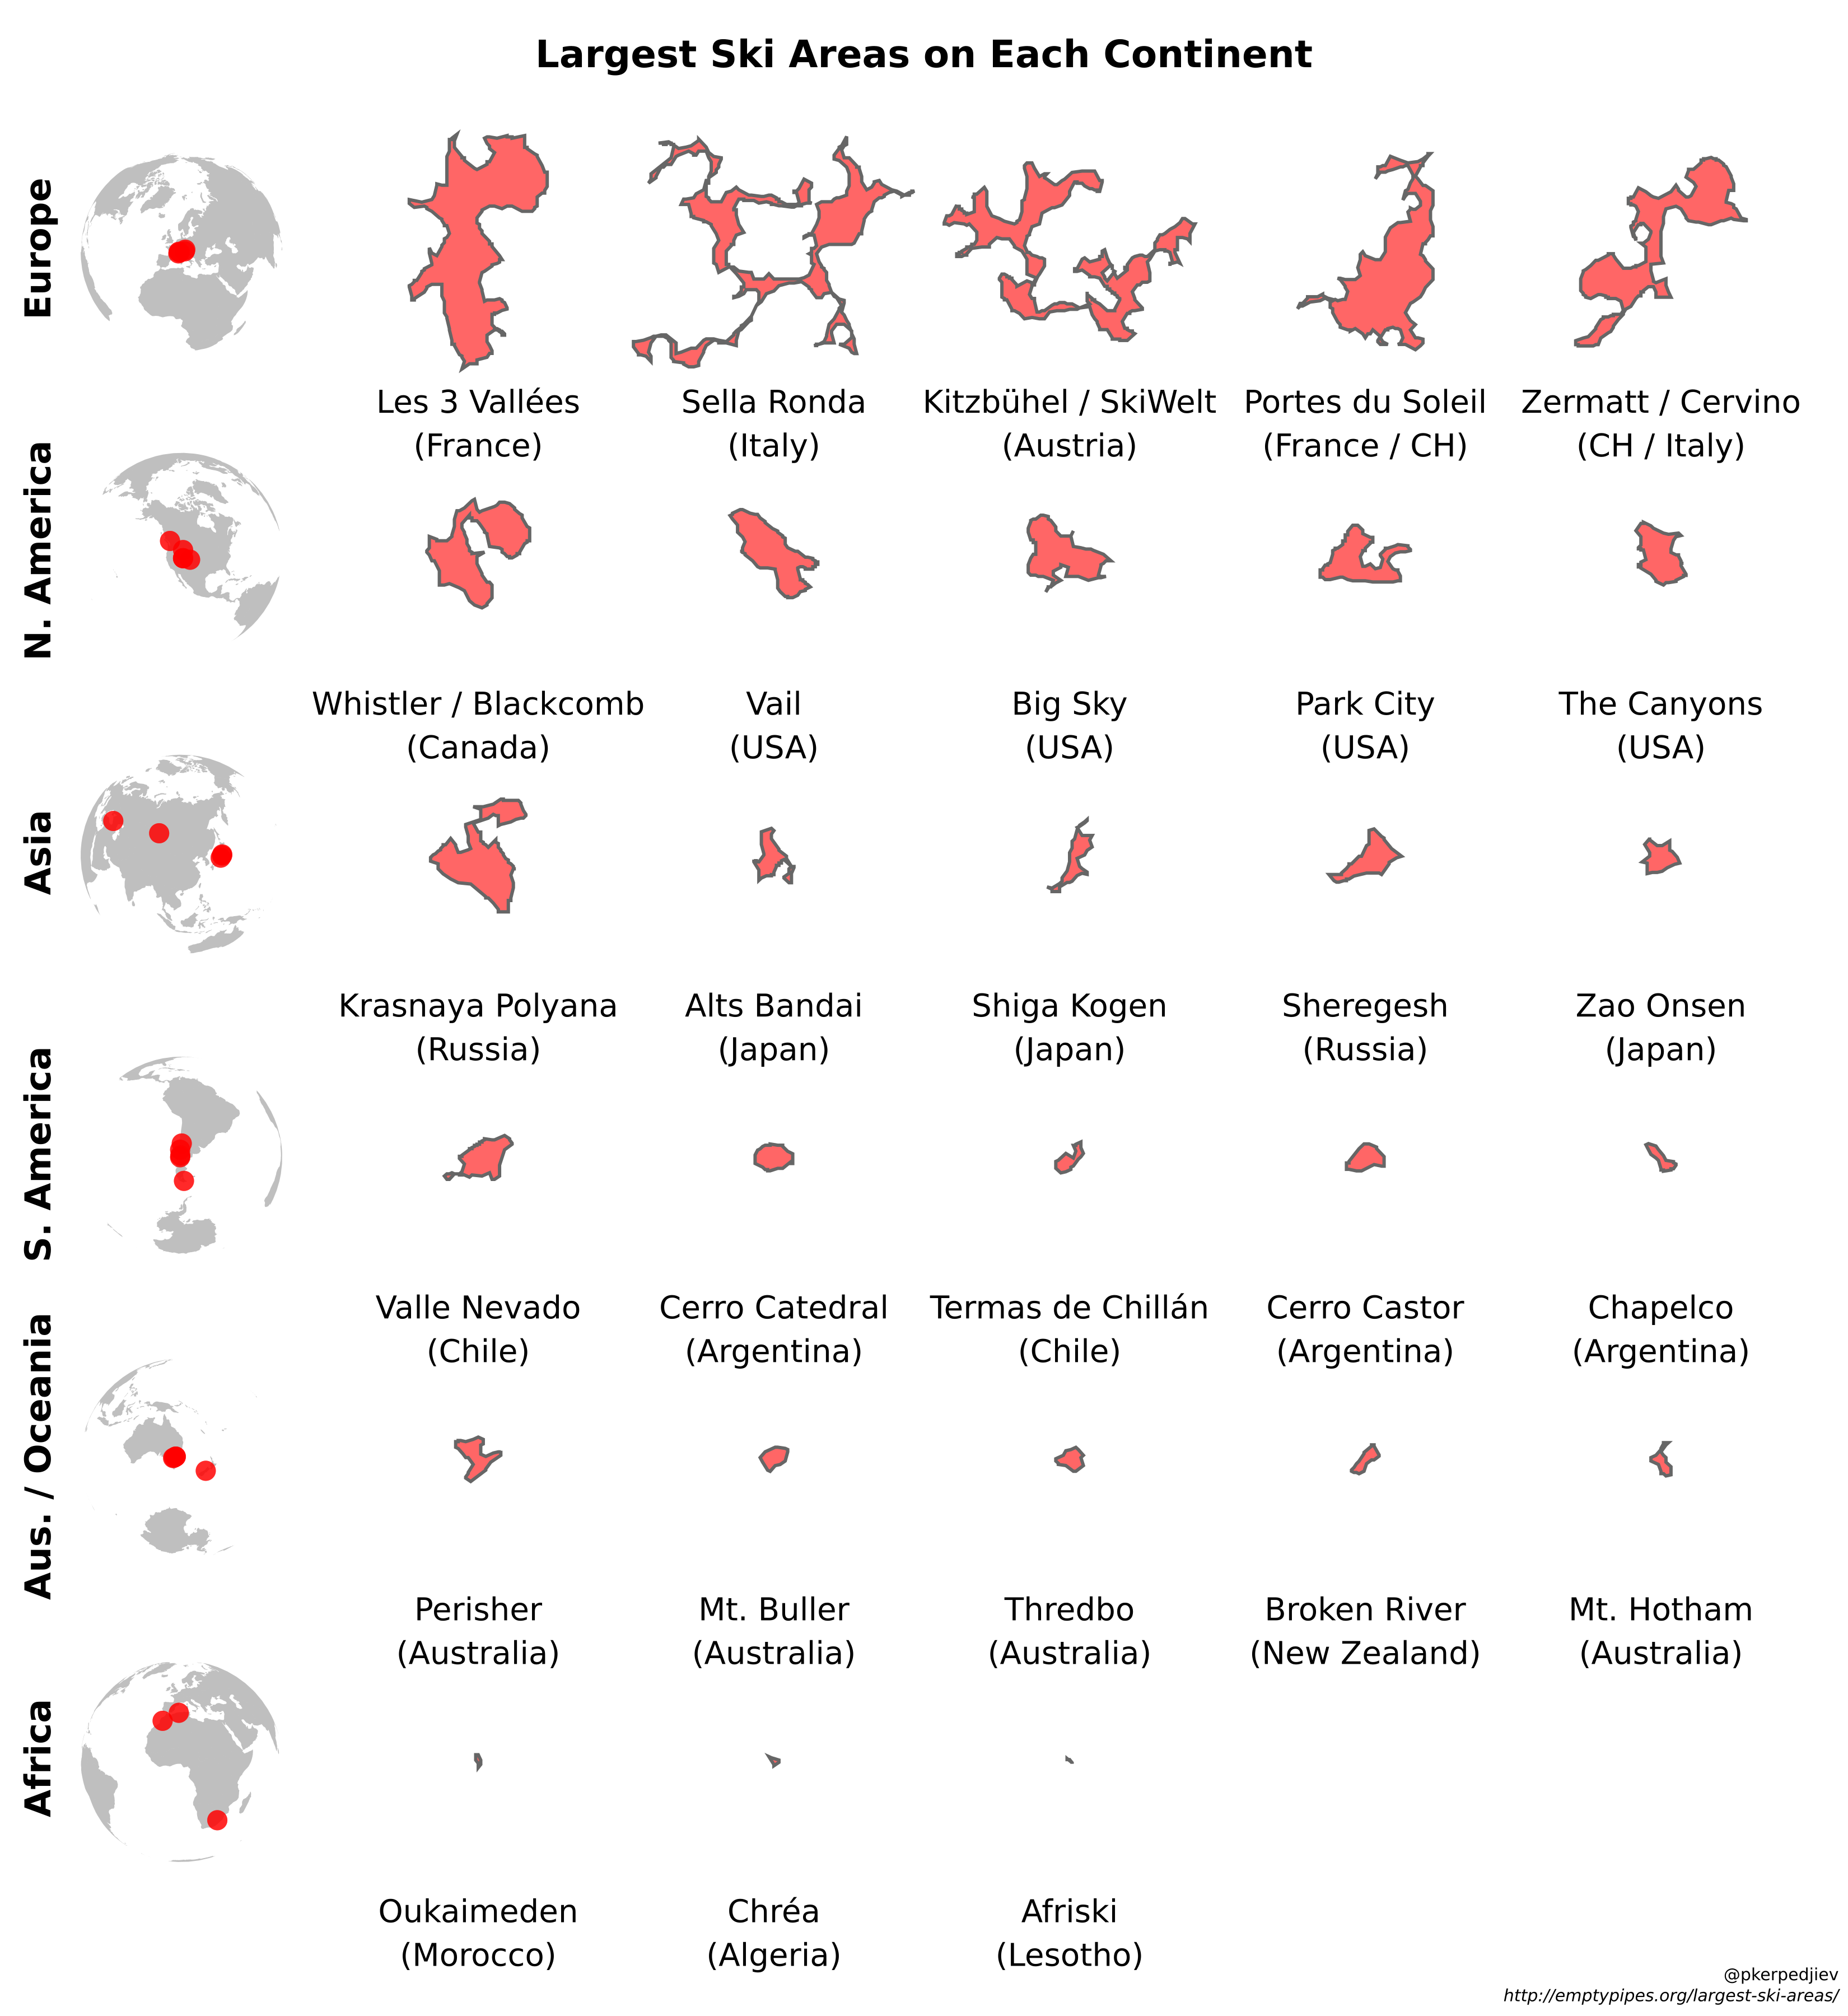 Largest Ski Areas on Each Continent
Europe
Les 3 Vallées
(France)
Sella Ronda
(Italy)
Kitzbühel / SkiWelt
(Austria)
Portes du Soleil
(France / CH)
Zermatt / Cervino
(CH / Italy)
N. America
Whistler / Blackcomb
(Canada)
Vail
(USA)
Big Sky
(USA)
Park City
(USA)
The Canyons
(USA)
Asia
Krasnaya Polyana
(Russia)
Alts Bandai
(Japan)
Shiga Kogen
(Japan)
Sheregesh
(Russia)
Zao Onsen
(Japan)
S. America
Valle Nevado
(Chile)
Cerro Catedral
(Argentina)
Termas de Chillán
(Chile)
Cerro Castor
(Argentina)
Chapelco
(Argentina)
Aus. / Oceania
Perisher
(Australia)
Mt. Buller
(Australia)
Thredbo
(Australia)
Broken River
(New Zealand)
Mt. Hotham
(Australia)
Africa
Oukaimeden
(Morocco)
Chréa
(Algeria)
Afriski
(Lesotho)
@pkerpedjiev
http://emptypipes.org/largest-ski-areas/